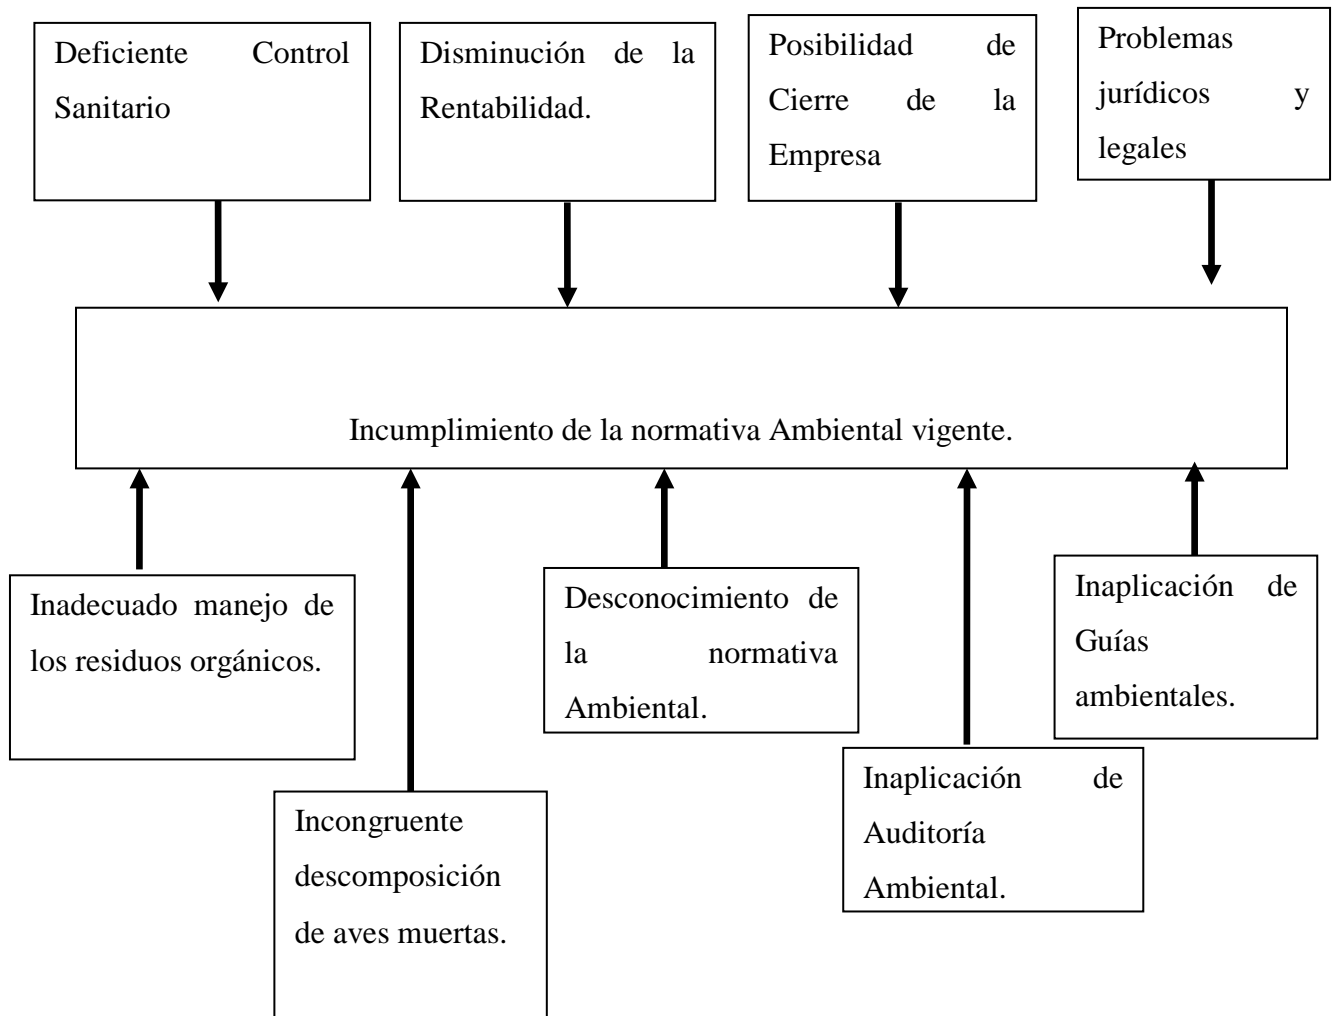 Deficiente Control
Sanitario
Disminución de la
Rentabilidad.
Posibilidad de
Cierre de la
Empresa
Problemas
jurídicos y
legales
Incumplimiento de la normativa Ambiental vigente.
Inadecuado manejo de
los residuos orgánicos.
Incongruente
descomposición
de aves muertas.
Desconocimiento de
la normativa
Ambiental.
Inaplicación de
Auditoría
Ambiental.
Inaplicación de
Guías
ambientales.